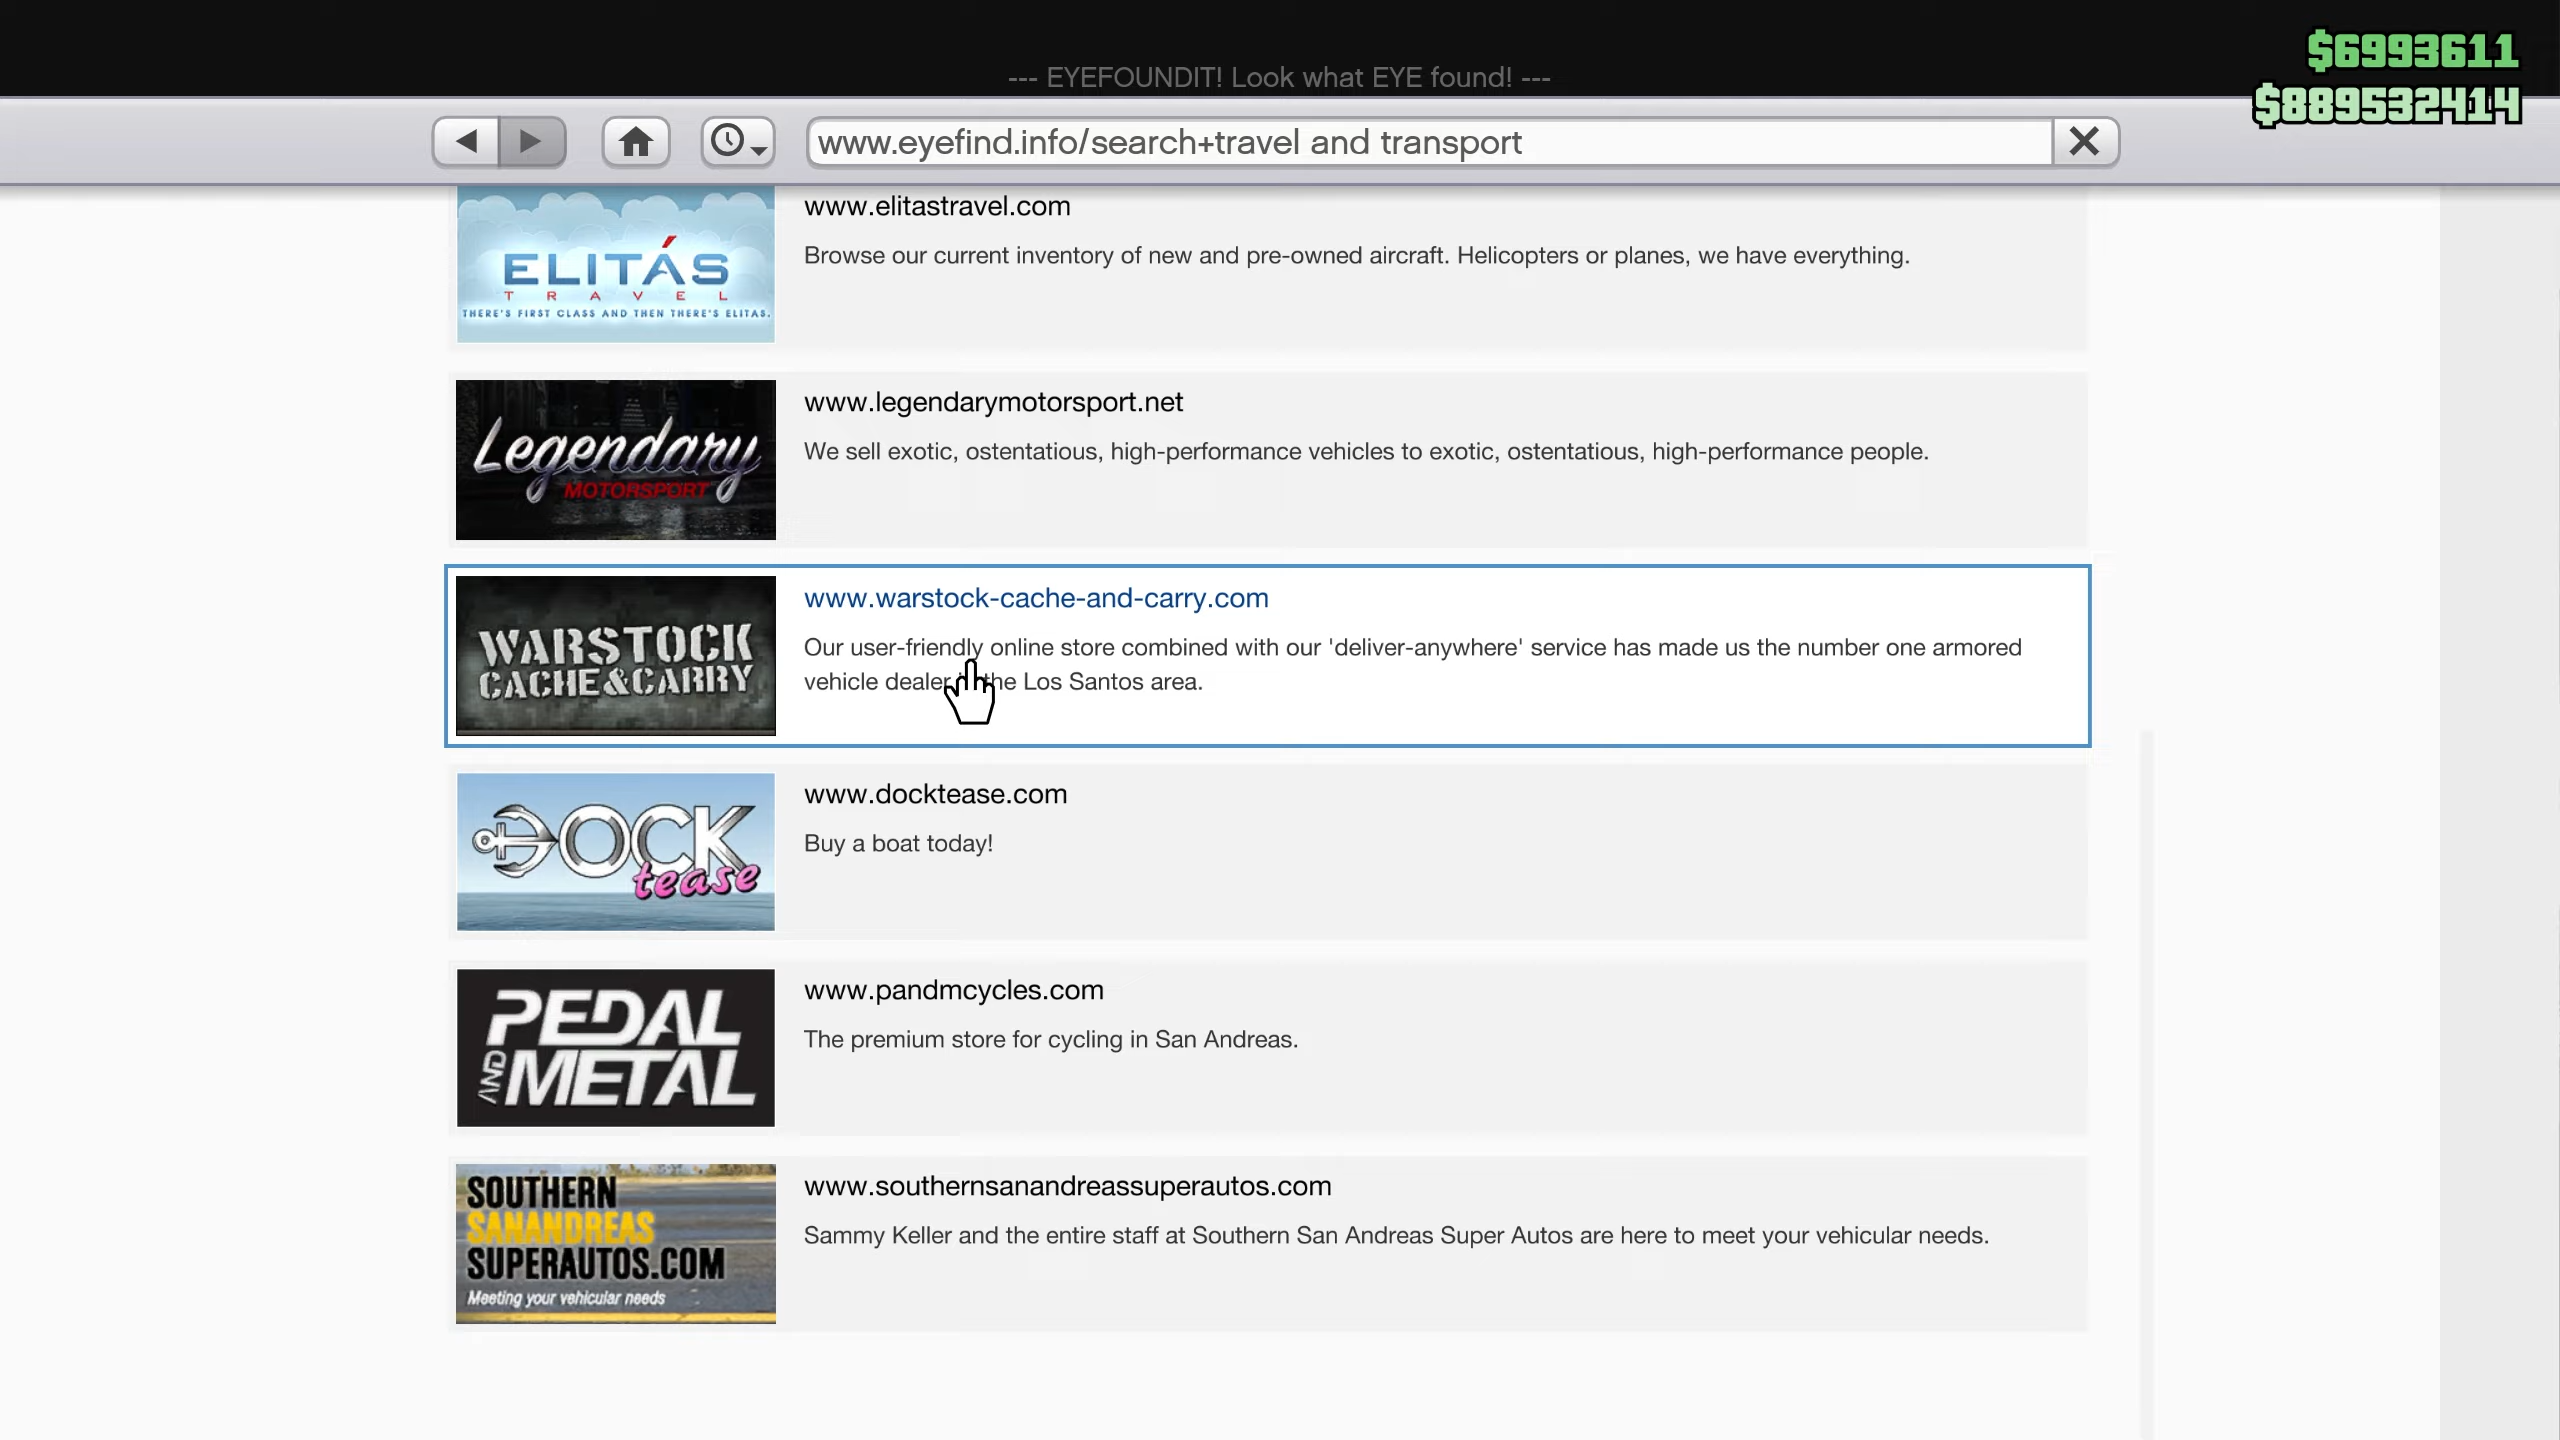 $6993611
--- EYEFOUNDIT! Look what EYE found! ---
$889532414
www.eyefind.info/search+travel and transport
www.elitastravel.com
Browse our current inventory of new and pre-owned aircraft. Helicopters or planes, we have everything.
ELITÁS
TRAVEL
THERE'S FIRST CLASS AND THEN THERE'S ELITAS.
www.legendarymotorsport.net
We sell exotic, ostentatious, high-performance vehicles to exotic, ostentatious, high-performance people.
Legendary
MOTORSPORT
www.warstock-cache-and-carry.com
Our user-friendly online store combined with our 'deliver-anywhere' service has made us the number one armored
vehicle dealer the Los Santos area.
WARSTOCK
CACHE&CARRY
www.docktease.com
Buy a boat today!
DOCK
tease
www.pandmcycles.com
The premium store for cycling in San Andreas.
PEDAL
AND METAL
www.southernsanandreassuperautos.com
Sammy Keller and the entire staff at Southern San Andreas Super Autos are here to meet your vehicular needs.
SOUTHERN
SANANDREAS
SUPERAUTOS.COM
Meeting your vehicular needs